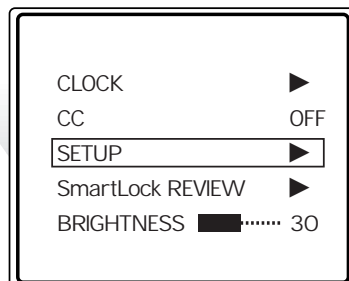 CLOCK ▶
CC OFF
SETUP ▶
SmartLock REVIEW ▶
BRIGHTNESS 30